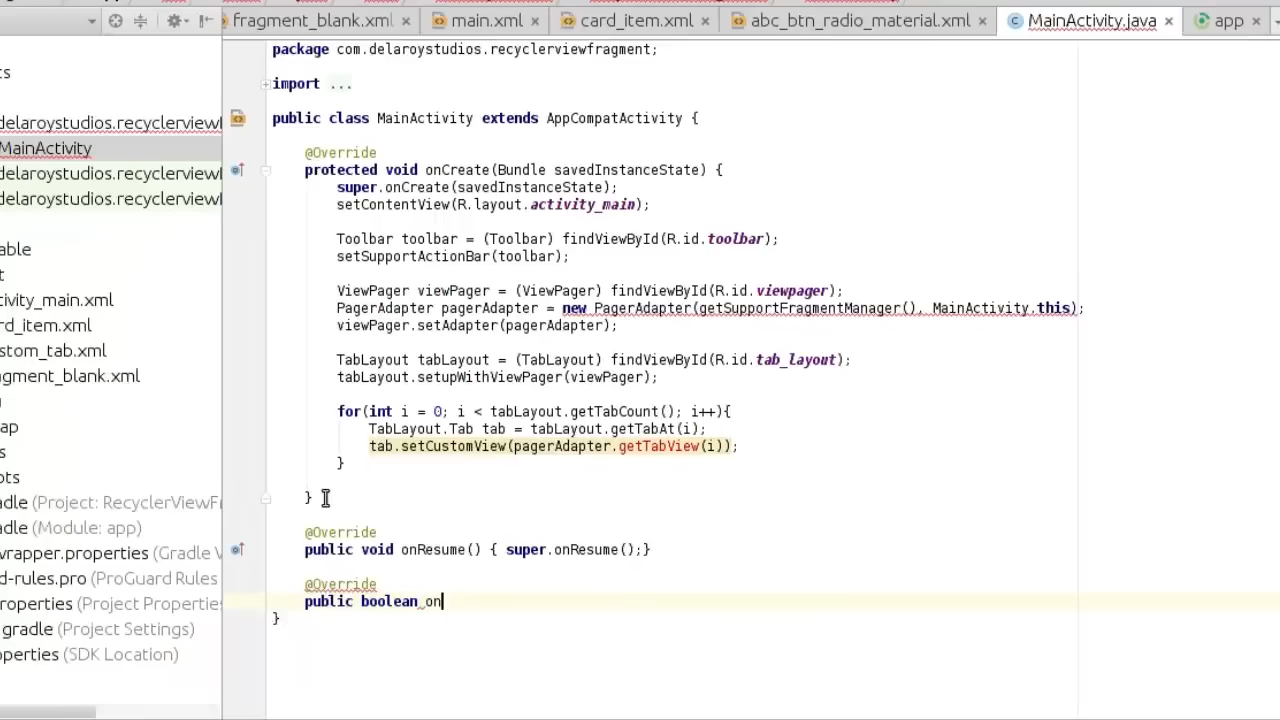 fragment_blank.xml
main.xml
card_item.xml
abc_btn_radio_material.xml
MainActivity.java
app
ts
delaroystudios.recyclerview
MainActivity
delaroystudios.recyclerview
delaroystudios.recyclerview
able
t
tivity_main.xml
rd_item.xml
stom_tab.xml
agment_blank.xml
ap
s
pts
adle (Project: RecyclerViewFr
adle (Module: app)
wrapper.properties (Gradle V
d-rules.pro (ProGuard Rules
roperties (Project Properties
gradle (Project Settings)
operties (SDK Location)
package com.delaroystudios.recyclerviewfragment;
import ...
public class MainActivity extends AppCompatActivity {
@Override
protected void onCreate(Bundle savedInstanceState) {
super.onCreate(savedInstanceState);
setContentView(R.layout.activity_main);
Toolbar toolbar = (Toolbar) findViewById(R.id.toolbar);
setSupportActionBar(toolbar);
ViewPager viewPager = (ViewPager) findViewById(R.id.viewpager);
PagerAdapter pagerAdapter = new PagerAdapter(getSupportFragmentManager(), MainActivity.this);
viewPager.setAdapter(pagerAdapter);
TabLayout tabLayout = (TabLayout) findViewById(R.id.tab_layout);
tabLayout.setupWithViewPager(viewPager);
for(int i = 0; i < tabLayout.getTabCount(); i++){
TabLayout.Tab tab = tabLayout.getTabAt(i);
tab.setCustomView(pagerAdapter.getTabView(i));
}
}
@Override
public void onResume() { super.onResume();}
@Override
public boolean on
}